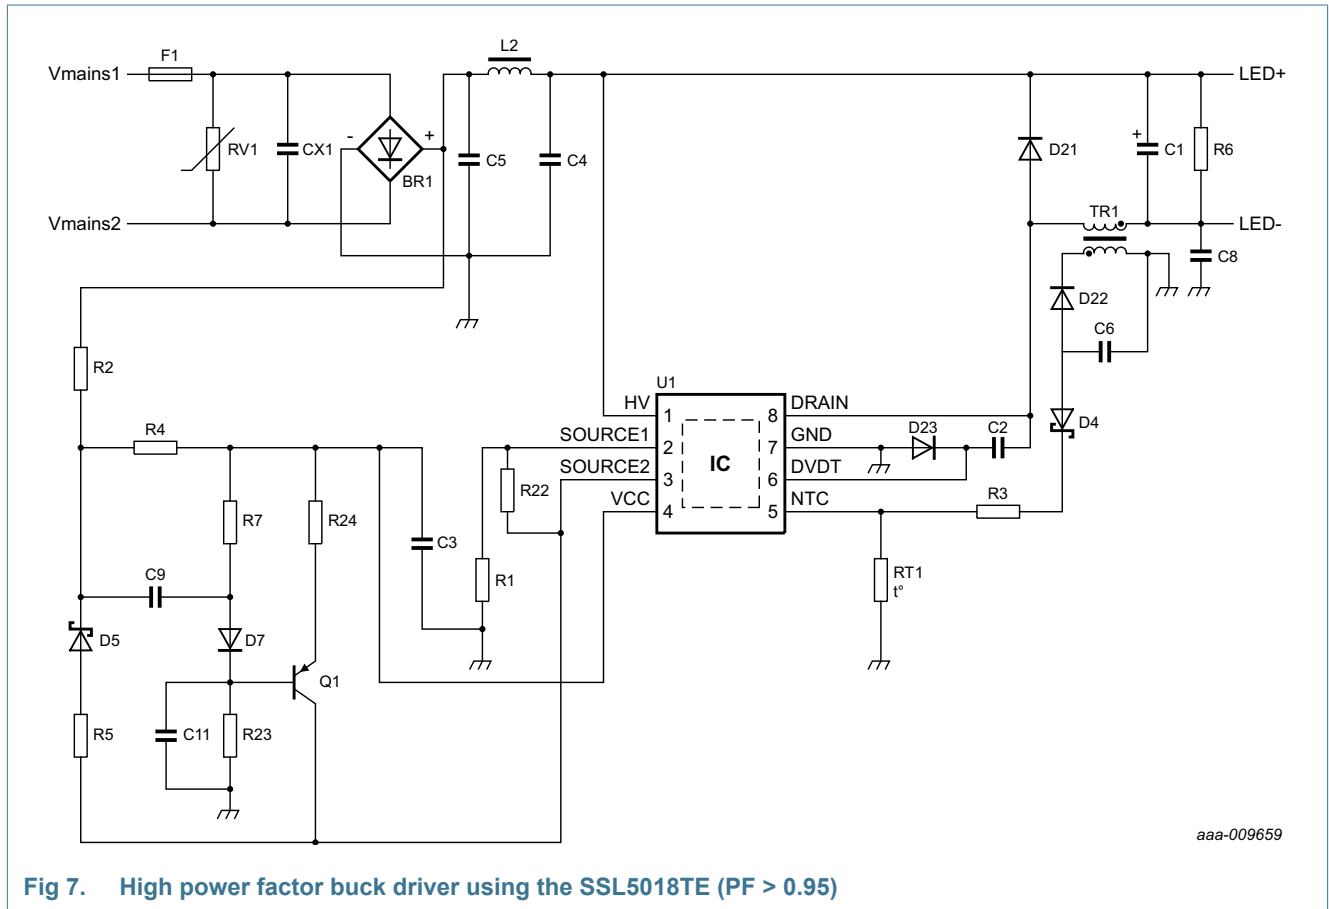 F1
L2
Vmains1
LED+
RV1
CX1
-
+
BR1
C5
C4
D21
+
C1
R6
Vmains2
TR1
LED-
C8
D22
C6
R2
U1
HV
1
8
DRAIN
D4
R4
SOURCE1
2
IC
7
GND
D23
C2
SOURCE2
3
6
DVDT
R22
VCC
4
5
NTC
R3
R7
R24
C3
R1
RT1
t°
C9
D5
D7
Q1
R5
C11
R23
aaa-009659
Fig 7. High power factor buck driver using the SSL5018TE (PF > 0.95)